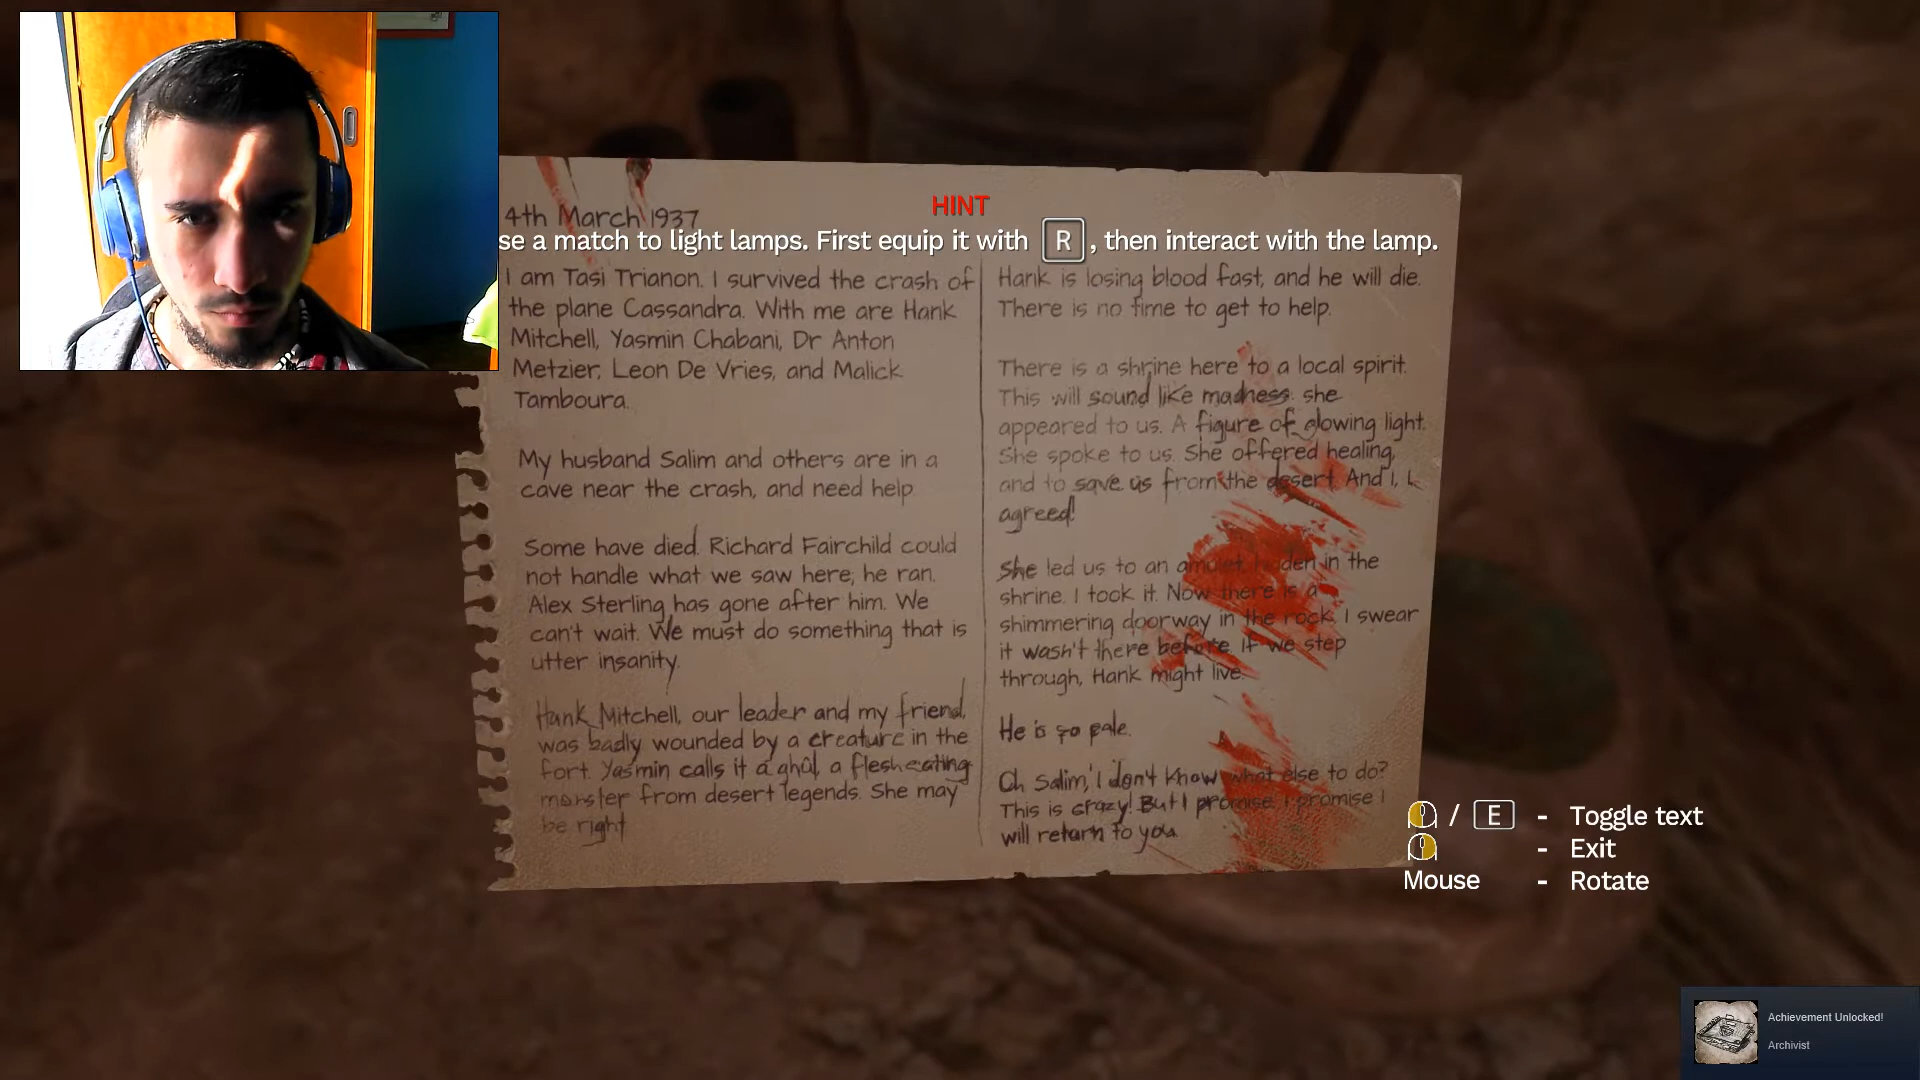 HINT
se a match to light lamps. First equip it with R, then interact with the lamp.
4th March 1937
I am Tasi Trianon. I survived the crash of
the plane Cassandra. With me are Hank
Mitchell, Yasmin Chabani, Dr Anton
Metzier, Leon De Vries, and Malick
Tamboura.
My husband Salim and others are in a
cave near the crash, and need help.
Some have died. Richard Fairchild could
not handle what we saw here; he ran.
Alex Sterling has gone after him. We
can't wait. We must do something that is
utter insanity.
Hank Mitchell, our leader and my friend,
was badly wounded by a creature in the
fort. Yasmin calls it a ghūl, a flesh-eating
monster from desert legends. She may
be right
Hank is losing blood fast, and he will die.
There is no time to get to help.
There is a shrine here to a local spirit.
This will sound like madness: she
appeared to us. A figure of glowing light.
She spoke to us. She offered healing,
and to save us from the desert. And I, I,
agreed!
She led us to an amulet hidden in the
shrine. I took it. Now there is a
shimmering doorway in the rock. I swear
it wasn't there before. If we step
through, Hank might live.
He is so pale.
Oh Salim, I don't know what else to do?
This is crazy! But I promise, I promise I
will return to you.
/ E - Toggle text
- Exit
Mouse - Rotate
Achievement Unlocked!
Archivist